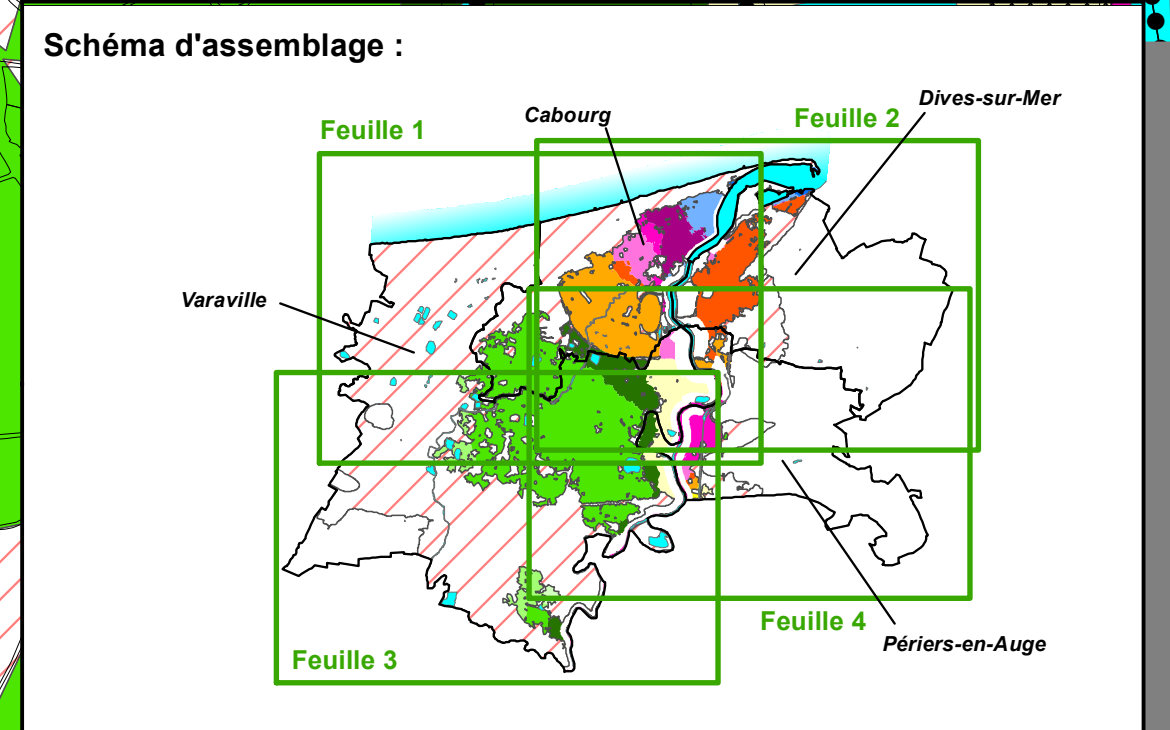 Schéma d'assemblage :
Dives-sur-Mer
Cabourg
Feuille 2
Feuille 1
Varaville
Feuille 4
Périers-en-Auge
Feuille 3